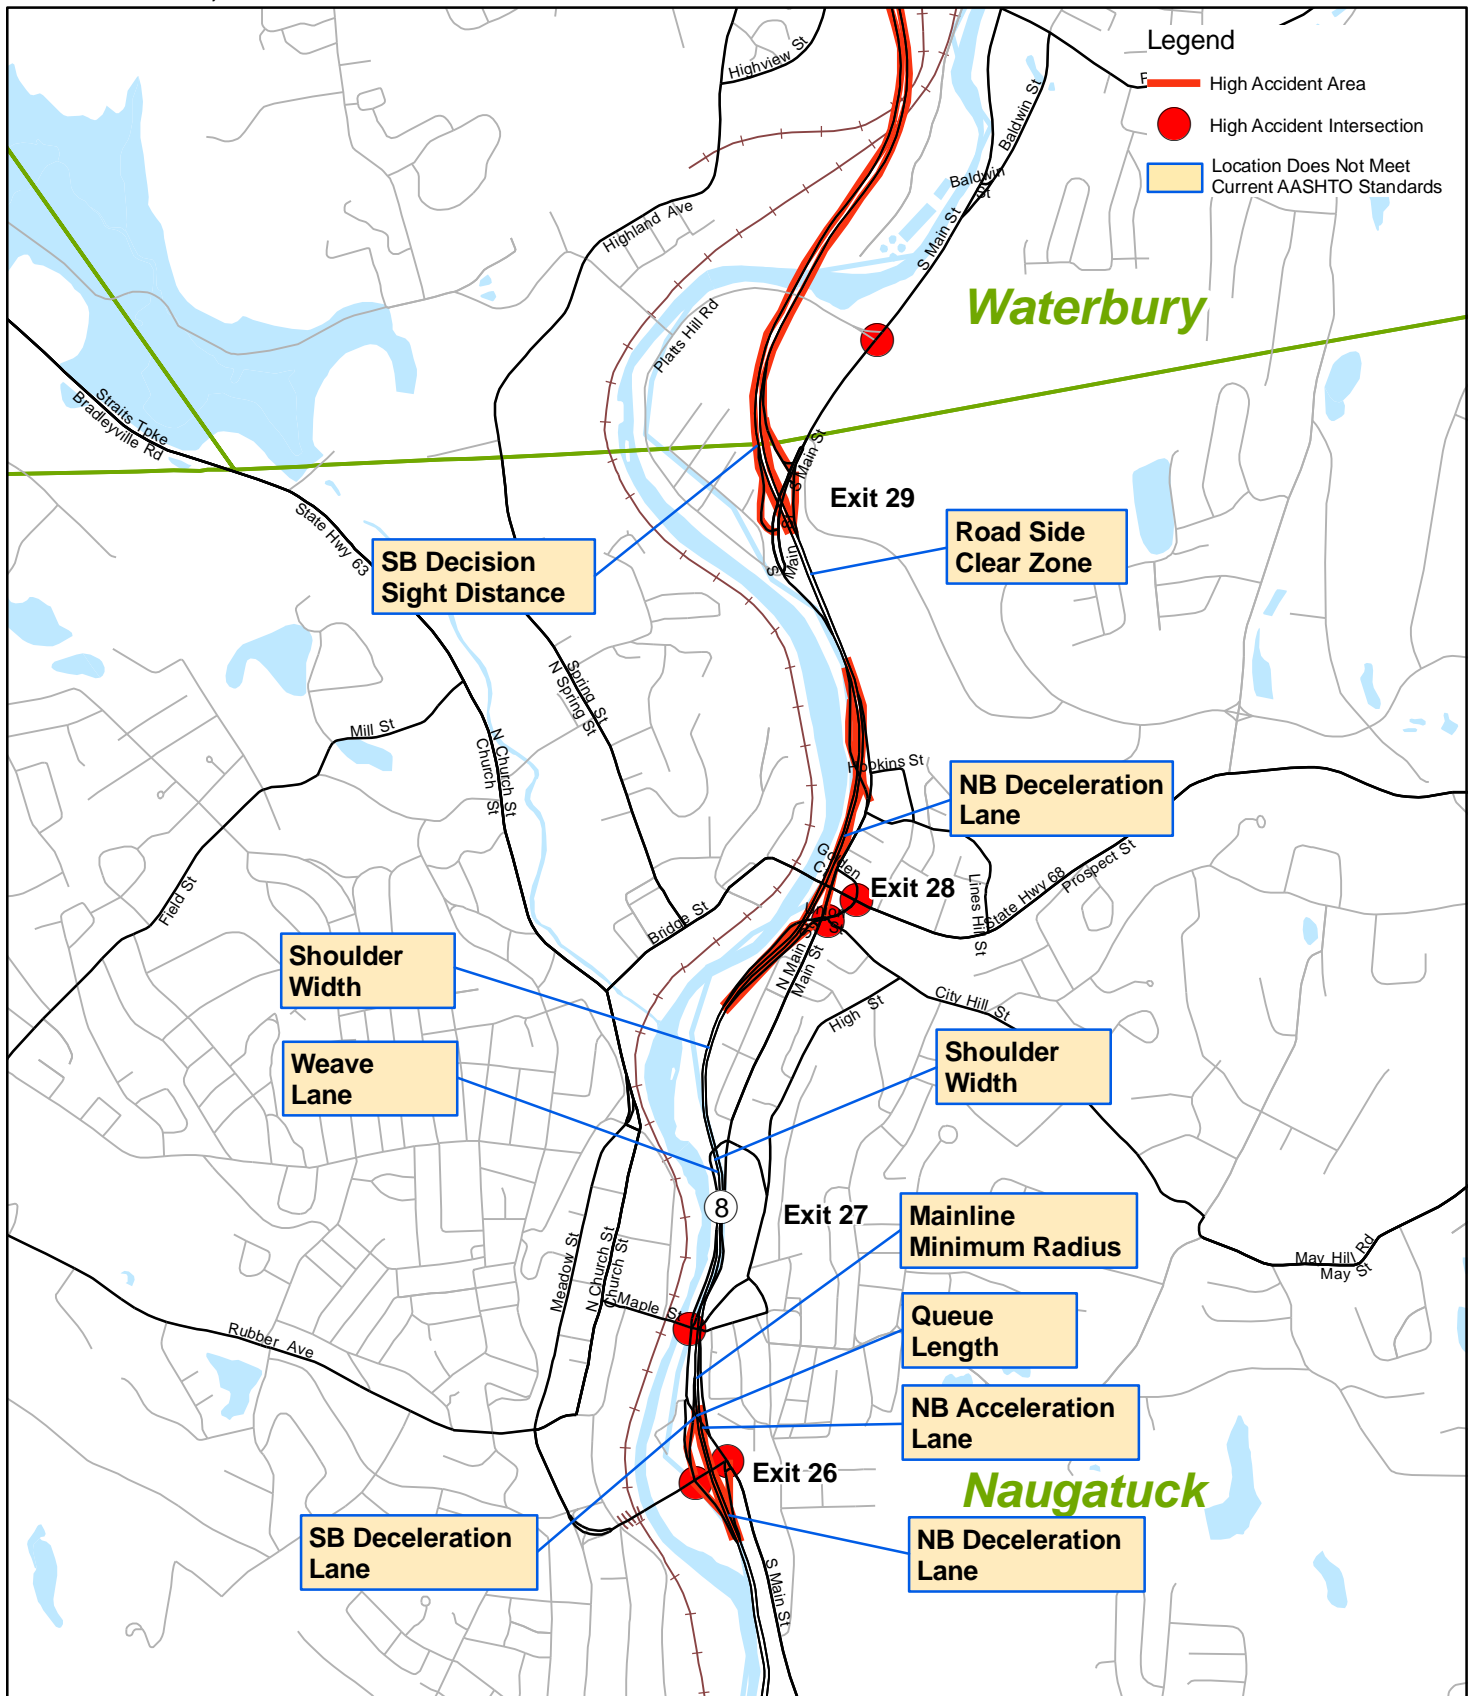 Legend
High Accident Area
High Accident Intersection
Location Does Not Meet
Current AASHTO Standards
Highview St
Baldwin St
Baldwin
St
S Main St
Highland Ave
Waterbury
Platts Hill Rd
Straits Tpke
Bradleyville Rd
S Main St
Exit 29
State Hwy 63
SB Decision
Sight Distance
Road Side
Clear Zone
S
Main
St
Spring St
N Spring St
Mill St
N Church St
Church St
Hopkins St
NB Deceleration
Lane
Golden
Exit 28
Lines Hill St
State Hwy 68
Prospect St
Field St
Bridge St
N Main St
Main St
City Hill St
High St
Shoulder
Width
Weave
Lane
Shoulder
Width
8
Exit 27
Mainline
Minimum Radius
May Hill Rd
May St
Meadow St
N Church St
Church St
Maple St
Rubber Ave
Queue
Length
NB Acceleration
Lane
Exit 26
Naugatuck
SB Deceleration
Lane
NB Deceleration
Lane
S Main St